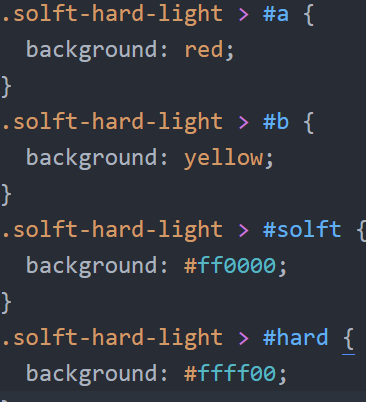 .solft-hard-light > #a {
background: red;
}
.solft-hard-light > #b {
background: yellow;
}
.solft-hard-light > #solft {
background: #ff0000;
}
.solft-hard-light > #hard {
background: #ffff00;
}